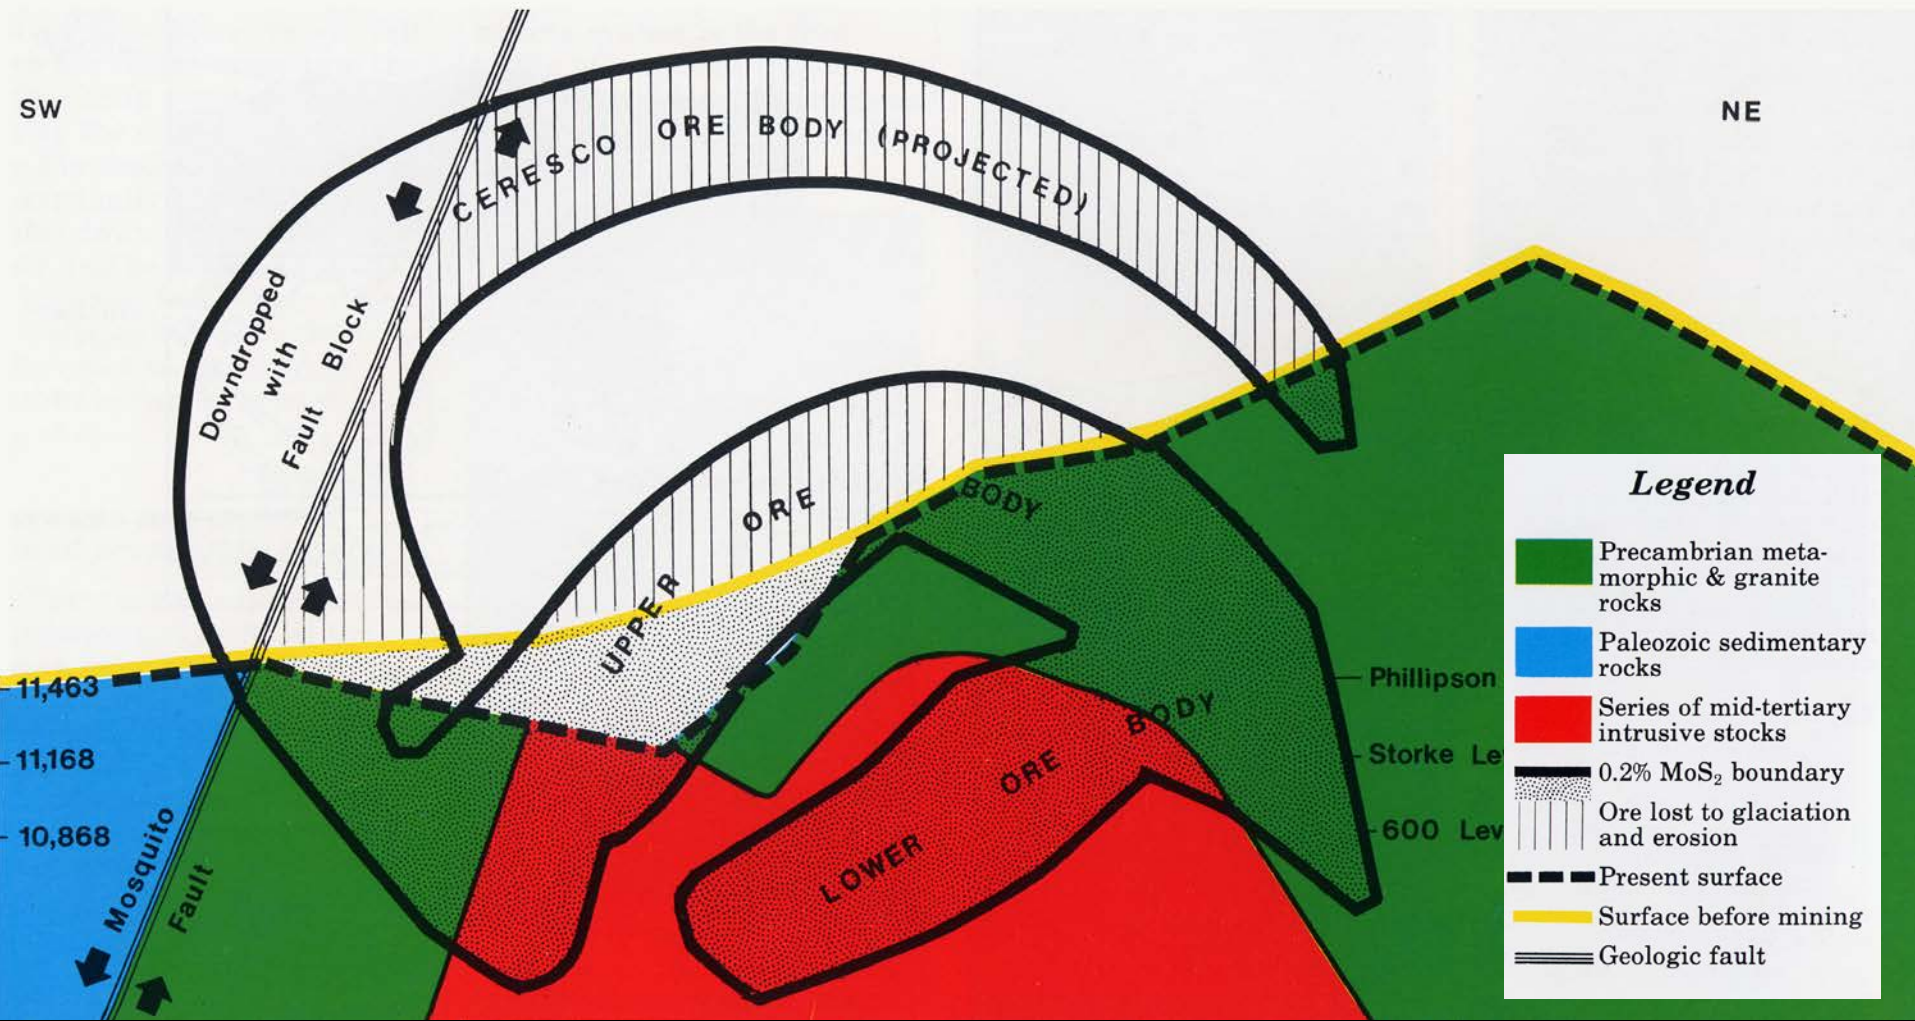 SW
NE
CERESCO ORE BODY (PROJECTED)
Downdropped
with
Fault Block
UPPER ORE BODY
LOWER ORE BODY
11,463
11,168
10,868
Mosquito
Fault
Phillipson
Storke Le
600 Lev
Legend
Precambrian meta-
morphic & granite
rocks
Paleozoic sedimentary
rocks
Series of mid-tertiary
intrusive stocks
0.2% MoS₂ boundary
Ore lost to glaciation
and erosion
Present surface
Surface before mining
Geologic fault